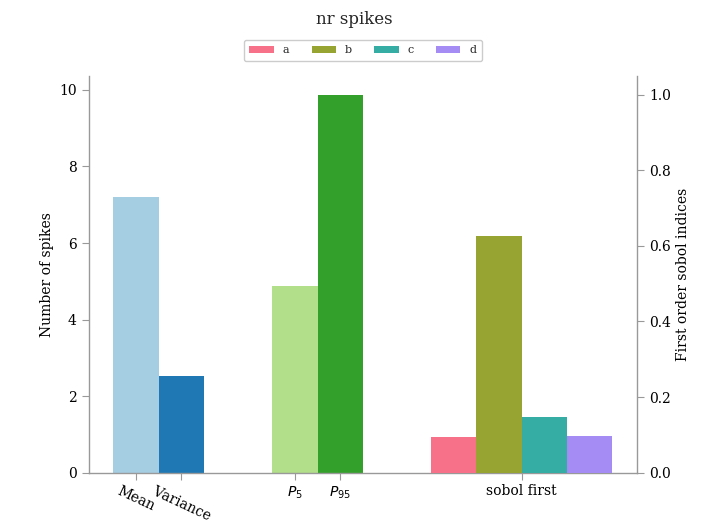 nr spikes
a b c d
10
8
6
4
2
0
Number of spikes
1.0
0.8
0.6
0.4
0.2
0.0
First order sobol indices
Mean
Variance
P5
P95
sobol first